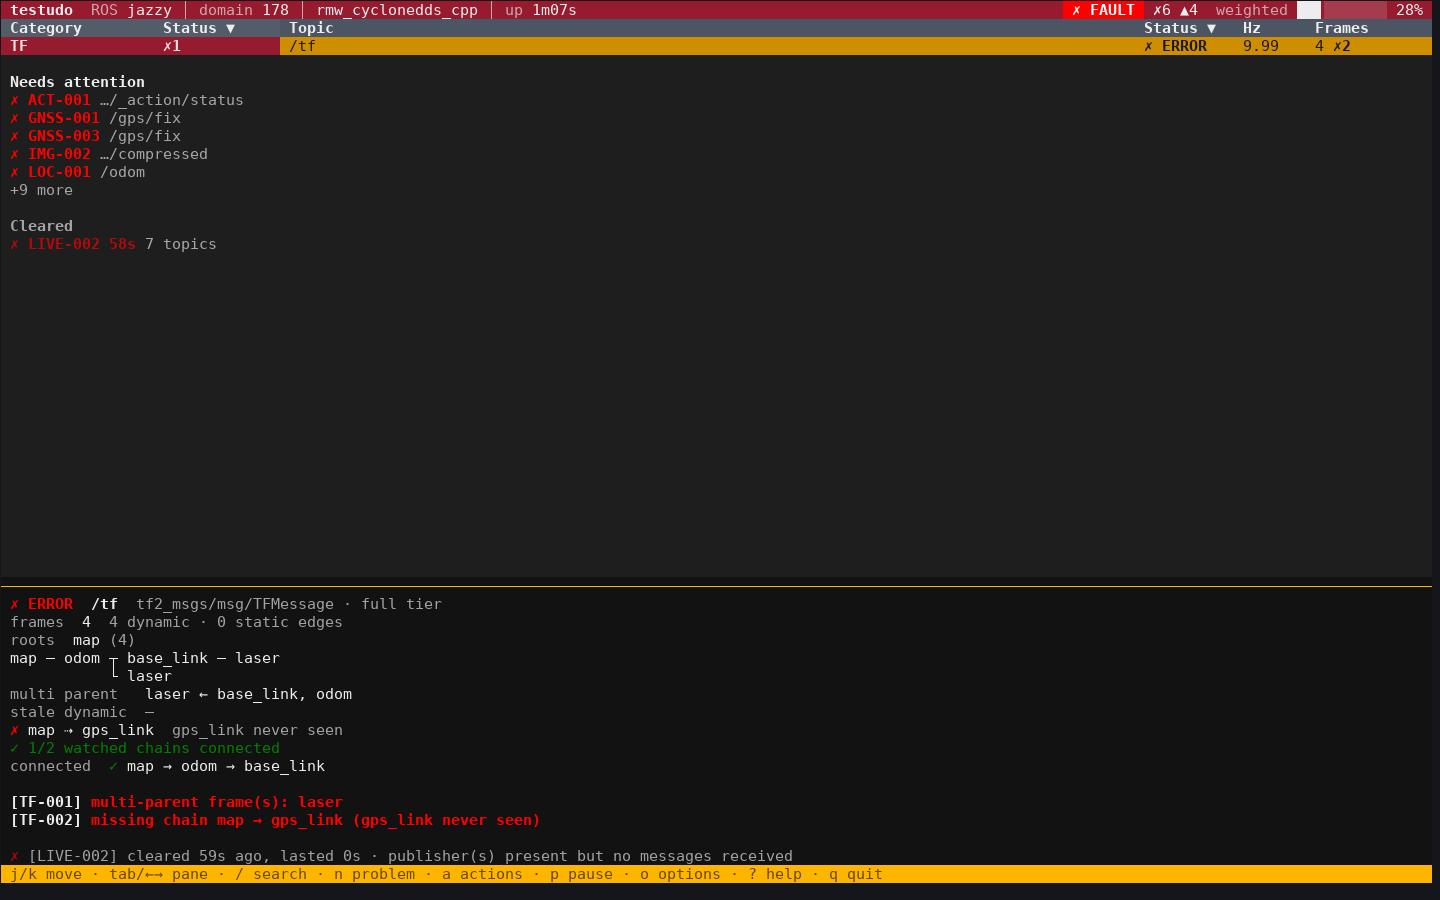 testudo ROS jazzy │ domain 178 │ rmw_cyclonedds_cpp │ up 1m07s ✗ FAULT ✗6 ▲4 weighted 28%
Category Status ▼ Topic Status ▼ Hz Frames
TF ✗1 /tf ✗ ERROR 9.99 4 ✗2
Needs attention
✗ ACT-001 …/_action/status
✗ GNSS-001 /gps/fix
✗ GNSS-003 /gps/fix
✗ IMG-002 …/compressed
✗ LOC-001 /odom
+9 more
Cleared
✗ LIVE-002 58s 7 topics
✗ ERROR /tf tf2_msgs/msg/TFMessage · full tier
frames 4 4 dynamic · 0 static edges
roots map (4)
map ─ odom ┬ base_link ─ laser
└ laser
multi parent laser ← base_link, odom
stale dynamic —
✗ map ⇢ gps_link gps_link never seen
✓ 1/2 watched chains connected
connected ✓ map → odom → base_link
[TF-001] multi-parent frame(s): laser
[TF-002] missing chain map → gps_link (gps_link never seen)
✗ [LIVE-002] cleared 59s ago, lasted 0s · publisher(s) present but no messages received
j/k move · tab/←→ pane · / search · n problem · a actions · p pause · o options · ? help · q quit